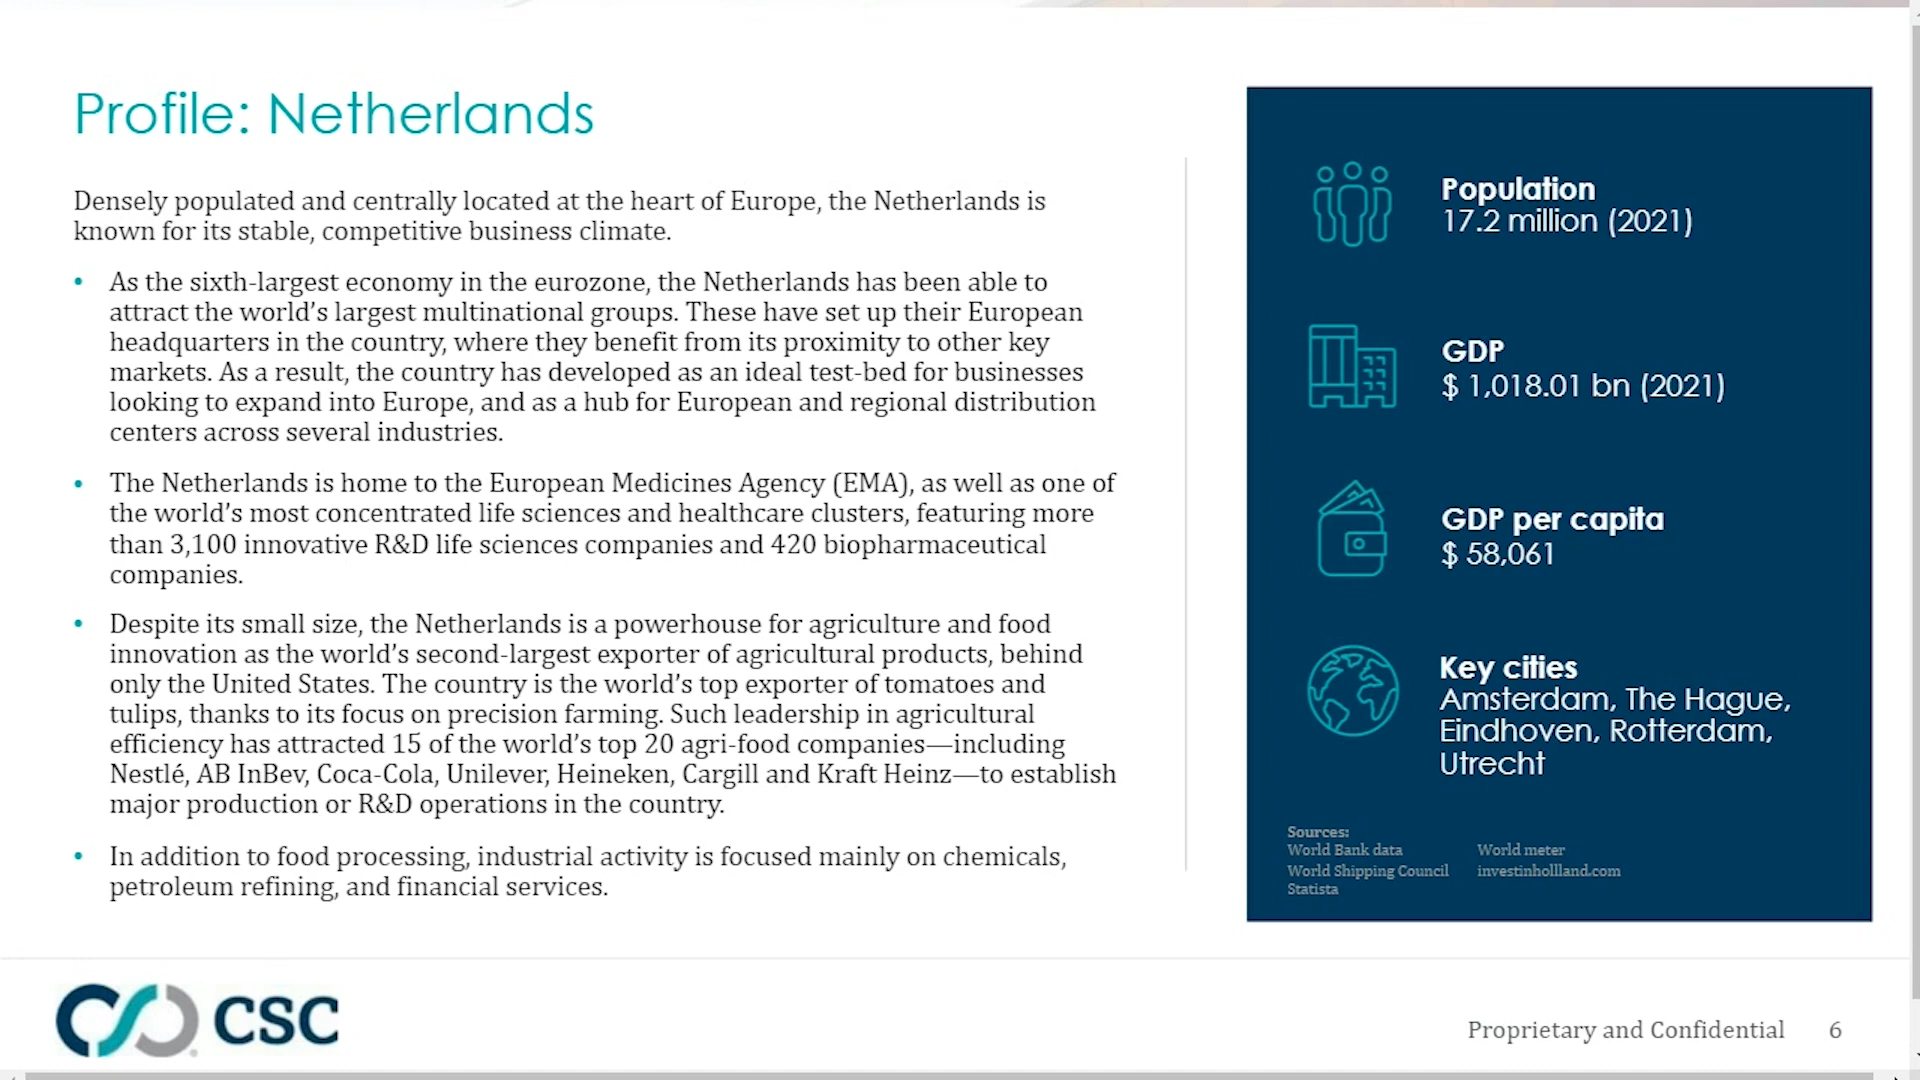 Profile: Netherlands
Densely populated and centrally located at the heart of Europe, the Netherlands is
known for its stable, competitive business climate.
• As the sixth-largest economy in the eurozone, the Netherlands has been able to
attract the world's largest multinational groups. These have set up their European
headquarters in the country, where they benefit from its proximity to other key
markets. As a result, the country has developed as an ideal test-bed for businesses
looking to expand into Europe, and as a hub for European and regional distribution
centers across several industries.
• The Netherlands is home to the European Medicines Agency (EMA), as well as one of
the world's most concentrated life sciences and healthcare clusters, featuring more
than 3,100 innovative R&D life sciences companies and 420 biopharmaceutical
companies.
• Despite its small size, the Netherlands is a powerhouse for agriculture and food
innovation as the world's second-largest exporter of agricultural products, behind
only the United States. The country is the world's top exporter of tomatoes and
tulips, thanks to its focus on precision farming. Such leadership in agricultural
efficiency has attracted 15 of the world's top 20 agri-food companies—including
Nestlé, AB InBev, Coca-Cola, Unilever, Heineken, Cargill and Kraft Heinz—to establish
major production or R&D operations in the country.
• In addition to food processing, industrial activity is focused mainly on chemicals,
petroleum refining, and financial services.
Population
17.2 million (2021)
GDP
$ 1,018.01 bn (2021)
GDP per capita
$ 58,061
Key cities
Amsterdam, The Hague,
Eindhoven, Rotterdam,
Utrecht
Sources:
World Bank data
World Shipping Council
Statista
World meter
investinhollland.com
CSC
Proprietary and Confidential 6